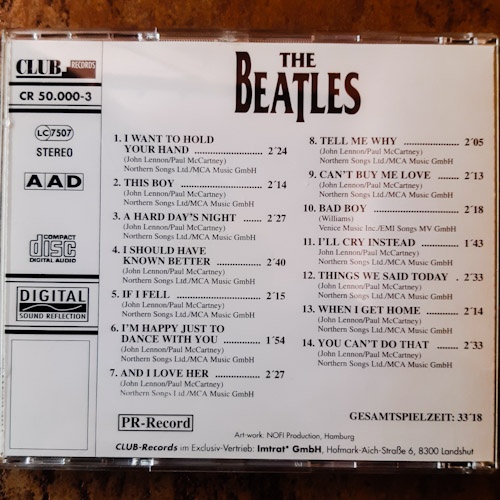 CLUB RECORDS
CR 50.000-3
LC 7507
STEREO
AAD
COMPACT
disc
DIGITAL AUDIO
DIGITAL
SOUND REFLECTION
THE
BEATLES
1. I WANT TO HOLD
YOUR HAND ........................ 2´24
(John Lennon/Paul McCartney)
Northern Songs Ltd./MCA Music GmbH
2. THIS BOY ............................ 2´14
(John Lennon/Paul McCartney)
Northern Songs Ltd/MCA Music GmbH
3. A HARD DAY'S NIGHT ...... 2´27
(John Lennon/Paul McCartney)
Northern Songs Ltd./MCA Music GmbH
4. I SHOULD HAVE
KNOWN BETTER ................ 2´40
(John Lennon/Paul McCartney)
Northern Songs Ltd./MCA Music GmbH
5. IF I FELL ............................. 2´15
(John Lennon/Paul McCartney)
Northern Songs Ltd./MCA Music GmbH
6. I'M HAPPY JUST TO
DANCE WITH YOU ............. 1´54
(John Lennon/Paul McCartney)
Northern Songs Ltd./MCA Music GmbH
7. AND I LOVE HER ............... 2´27
(John Lennon/Paul McCartney)
Northern Songs Ltd./MCA Music GmbH
8. TELL ME WHY .................... 2´05
(John Lennon/Paul McCartney)
Northern Songs Ltd./MCA Music GmbH
9. CAN'T BUY ME LOVE ........ 2´13
(John Lennon/Paul McCartney)
Northern Songs Ltd./MCA Music GmbH
10. BAD BOY ............................. 2´18
(Williams)
Venice Music Inc./EMI Songs MV GmbH
11. I'LL CRY INSTEAD ............. 1´43
(John Lennon/Paul McCartney)
Northern Songs Ltd./MCA Music GmbH
12. THINGS WE SAID TODAY . 2´33
(John Lennon/Paul McCartney)
Northern Songs Ltd./MCA Music GmbH
13. WHEN I GET HOME .......... 2´14
(John Lennon/Paul McCartney)
Northern Songs Ltd./MCA Music GmbH
14. YOU CAN'T DO THAT ........ 2´33
(John Lennon/Paul McCartney)
Northern Songs Ltd./MCA Music GmbH
GESAMTSPIELZEIT: 33´18
PR-Record
Art-work: NOFI Production, Hamburg
CLUB-Records im Exclusiv-Vertrieb: Imtrat* GmbH, Hofmark-Aich-Straße 6, 8300 Landshut